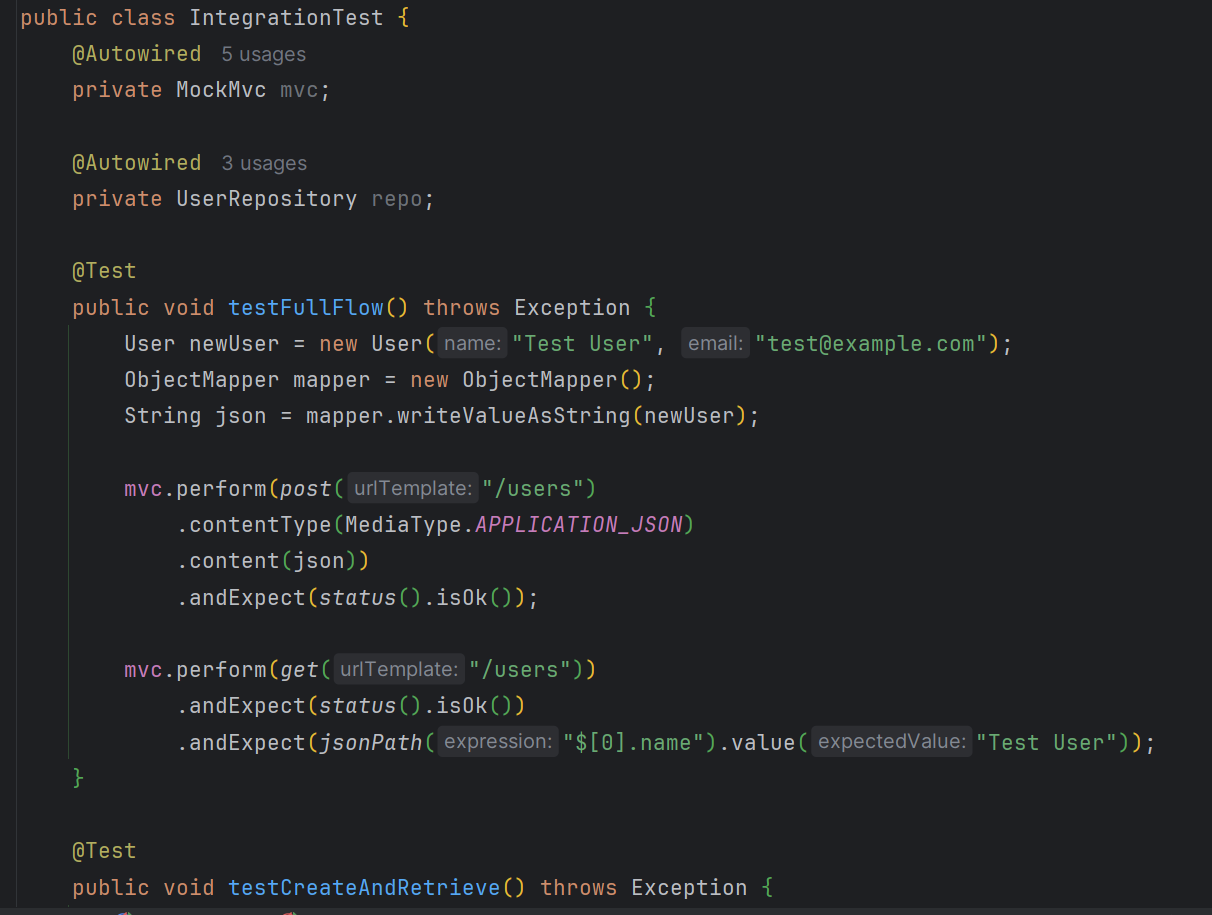 public class IntegrationTest {
@Autowired 5 usages
private MockMvc mvc;
@Autowired 3 usages
private UserRepository repo;
@Test
public void testFullFlow() throws Exception {
User newUser = new User( name: "Test User", email: "test@example.com");
ObjectMapper mapper = new ObjectMapper();
String json = mapper.writeValueAsString(newUser);
mvc.perform(post( urlTemplate: "/users")
.contentType(MediaType.APPLICATION_JSON)
.content(json))
.andExpect(status().isOk());
mvc.perform(get( urlTemplate: "/users"))
.andExpect(status().isOk())
.andExpect(jsonPath( expression: "$[0].name").value( expectedValue: "Test User"));
}
@Test
public void testCreateAndRetrieve() throws Exception {